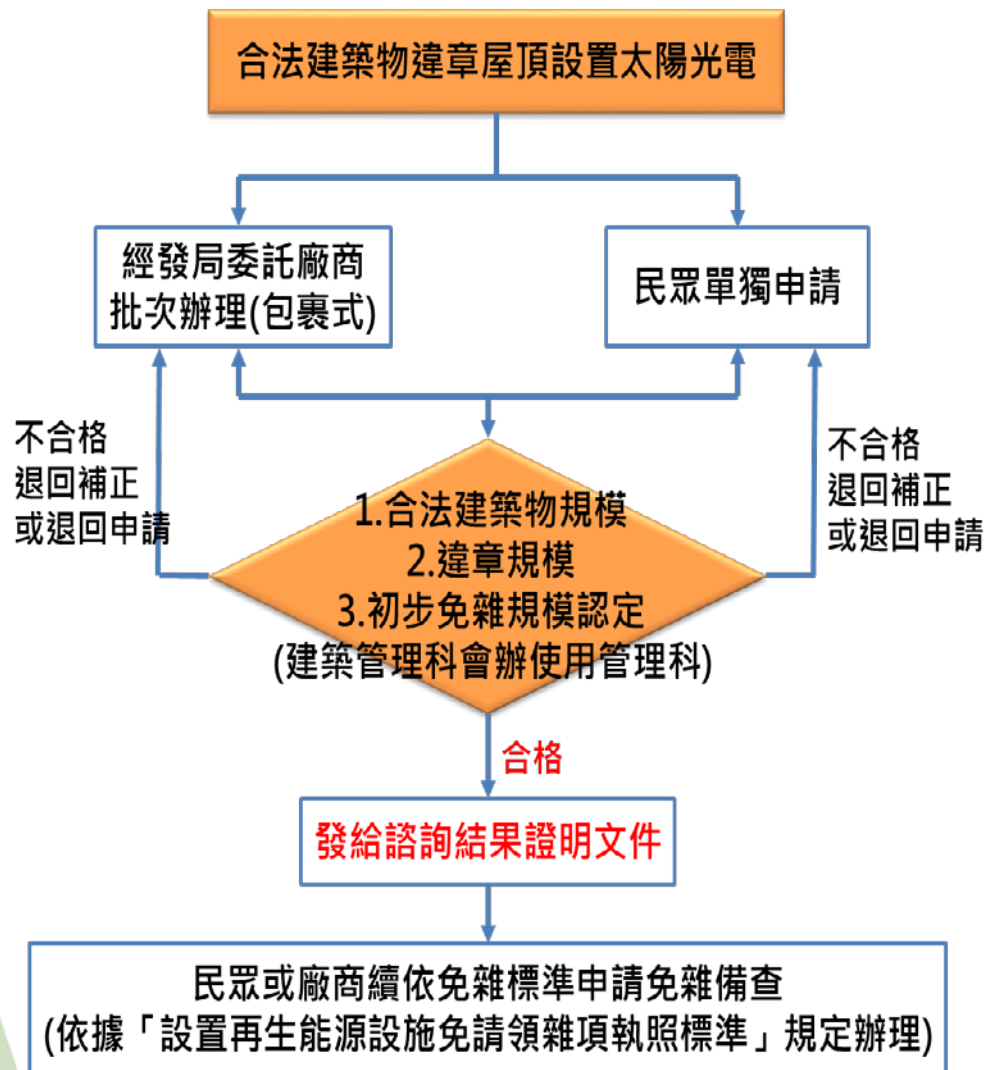 合法建築物違章屋頂設置太陽光電
經發局委託廠商
批次辦理(包裹式)
民眾單獨申請
不合格
退回補正
或退回申請
不合格
退回補正
或退回申請
1.合法建築物規模
2.違章規模
3.初步免雜規模認定
(建築管理科會辦使用管理科)
合格
發給諮詢結果證明文件
民眾或廠商續依免雜標準申請免雜備查
(依據「設置再生能源設施免請領雜項執照標準」規定辦理)